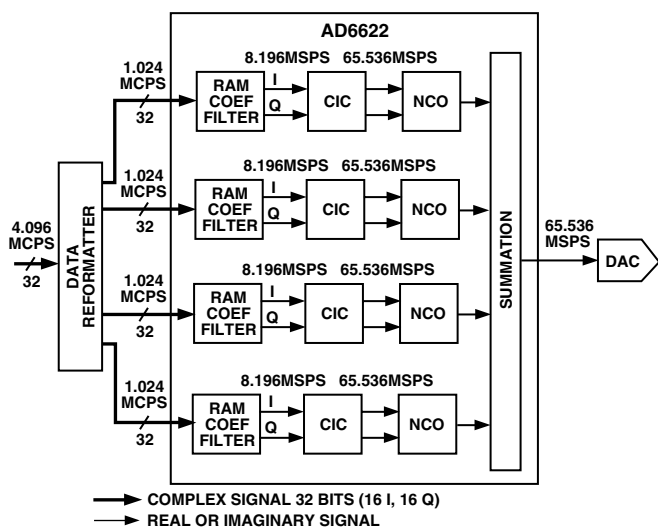 AD6622
4.096
MCPS
32
DATA
REFORMATTER
1.024
MCPS
32
8.196MSPS 65.536MSPS
RAM
COEF
FILTER
I
Q
CIC
NCO
1.024
MCPS
32
8.196MSPS 65.536MSPS
RAM
COEF
FILTER
I
Q
CIC
NCO
1.024
MCPS
32
8.196MSPS 65.536MSPS
RAM
COEF
FILTER
I
Q
CIC
NCO
1.024
MCPS
32
8.196MSPS 65.536MSPS
RAM
COEF
FILTER
I
Q
CIC
NCO
SUMMATION
65.536
MSPS
DAC
COMPLEX SIGNAL 32 BITS (16 I, 16 Q)
REAL OR IMAGINARY SIGNAL